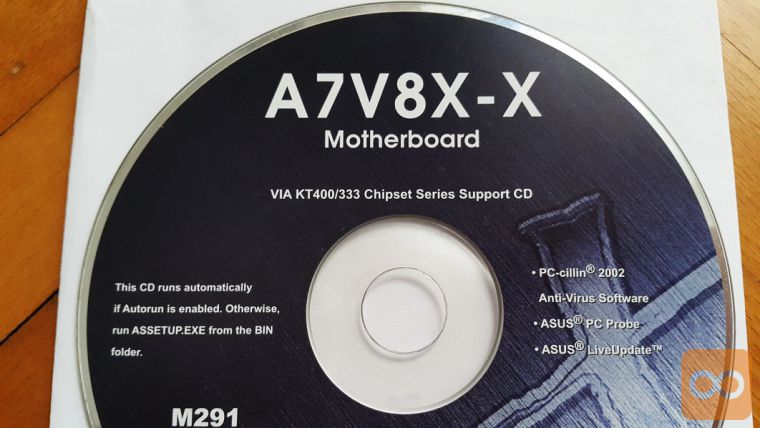 A7V8X-X
Motherboard
VIA KT400/333 Chipset Series Support CD
This CD runs automatically
if Autorun is enabled. Otherwise,
run ASSETUP.EXE from the BIN
folder.
• PC-cillin® 2002
Anti-Virus Software
• ASUS® PC Probe
• ASUS® LiveUpdate™
M291